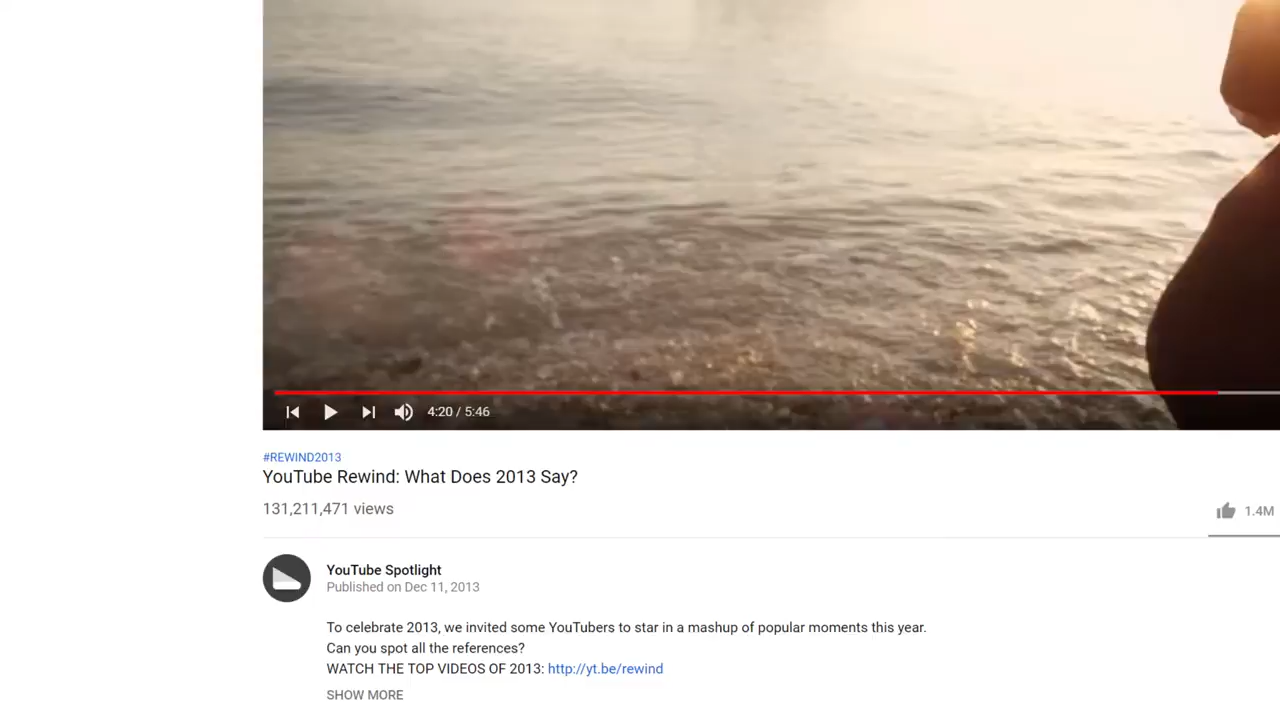 4:20 / 5:46
#REWIND2013
YouTube Rewind: What Does 2013 Say?
131,211,471 views
1.4M
YouTube Spotlight
Published on Dec 11, 2013
To celebrate 2013, we invited some YouTubers to star in a mashup of popular moments this year.
Can you spot all the references?
WATCH THE TOP VIDEOS OF 2013: http://yt.be/rewind
SHOW MORE